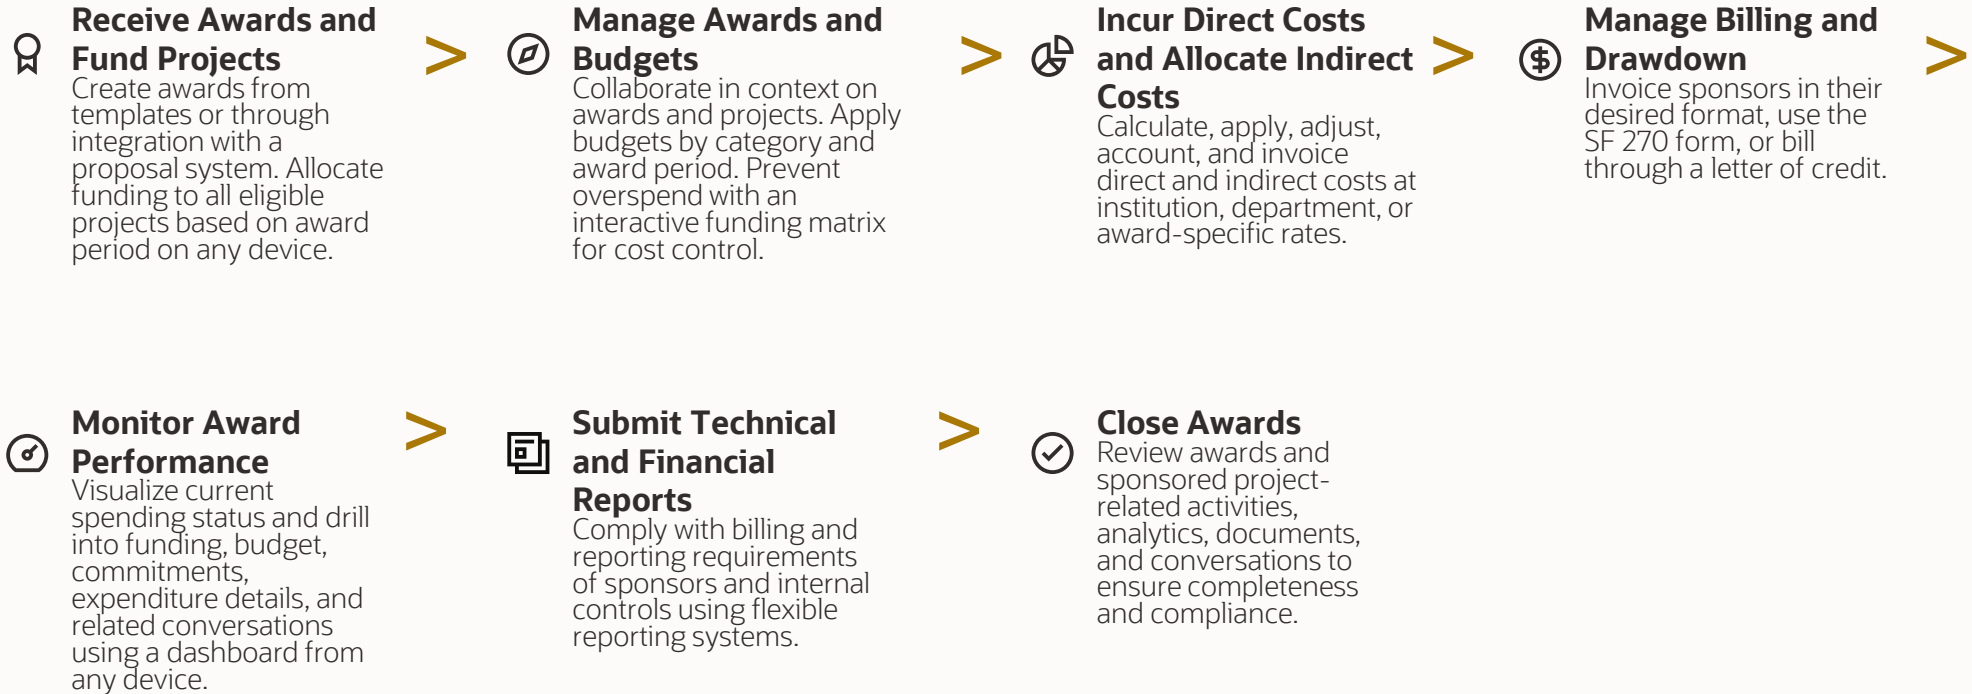 Receive Awards and
Fund Projects
Create awards from
templates or through
integration with a
proposal system. Allocate
funding to all eligible
projects based on award
period on any device.
>
Manage Awards and
Budgets
Collaborate in context on
awards and projects. Apply
budgets by category and
award period. Prevent
overspend with an
interactive funding matrix
for cost control.
>
Incur Direct Costs
and Allocate Indirect
Costs
Calculate, apply, adjust,
account, and invoice
direct and indirect costs at
institution, department, or
award-specific rates.
>
Manage Billing and
Drawdown
Invoice sponsors in their
desired format, use the
SF 270 form, or bill
through a letter of credit.
>
Monitor Award
Performance
Visualize current
spending status and drill
into funding, budget,
commitments,
expenditure details, and
related conversations
using a dashboard from
any device.
>
Submit Technical
and Financial
Reports
Comply with billing and
reporting requirements
of sponsors and internal
controls using flexible
reporting systems.
>
Close Awards
Review awards and
sponsored project-
related activities,
analytics, documents,
and conversations to
ensure completeness
and compliance.